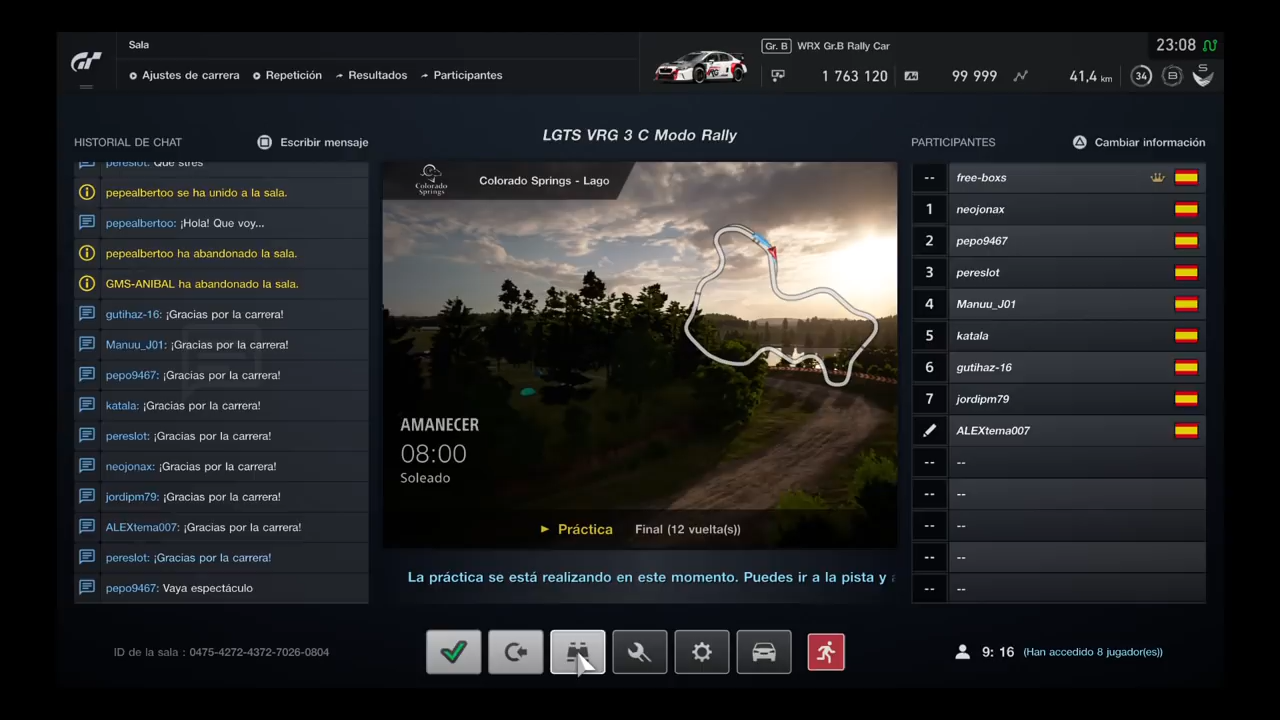 Sala
Ajustes de carrera
Repetición
Resultados
Participantes
Gr. B WRX Gr.B Rally Car
1 763 120
99 999
41,4 km
34
B
S
23:08
HISTORIAL DE CHAT
Escribir mensaje
pereslot: Que stres
pepealbertoo se ha unido a la sala.
pepealbertoo: ¡Hola! Que voy...
pepealbertoo ha abandonado la sala.
GMS-ANIBAL ha abandonado la sala.
gutihaz-16: ¡Gracias por la carrera!
Manuu_J01: ¡Gracias por la carrera!
pepo9467: ¡Gracias por la carrera!
katala: ¡Gracias por la carrera!
pereslot: ¡Gracias por la carrera!
neojonax: ¡Gracias por la carrera!
jordipm79: ¡Gracias por la carrera!
ALEXtema007: ¡Gracias por la carrera!
pereslot: ¡Gracias por la carrera!
pepo9467: Vaya espectáculo
ID de la sala : 0475-4272-4372-7026-0804
LGTS VRG 3 C Modo Rally
Colorado Springs
Colorado Springs - Lago
AMANECER
08:00
Soleado
Práctica
Final (12 vuelta(s))
La práctica se está realizando en este momento. Puedes ir a la pista y
PARTICIPANTES
Cambiar información
-- free-boxs
1 neojonax
2 pepo9467
3 pereslot
4 Manuu_J01
5 katala
6 gutihaz-16
7 jordipm79
ALEXtema007
-- --
-- --
-- --
-- --
-- --
9: 16 (Han accedido 8 jugador(es))